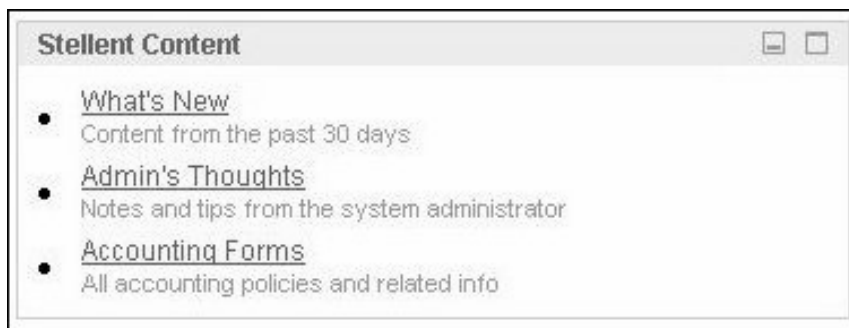 Stellent Content
What's New
Content from the past 30 days
Admin's Thoughts
Notes and tips from the system administrator
Accounting Forms
All accounting policies and related info